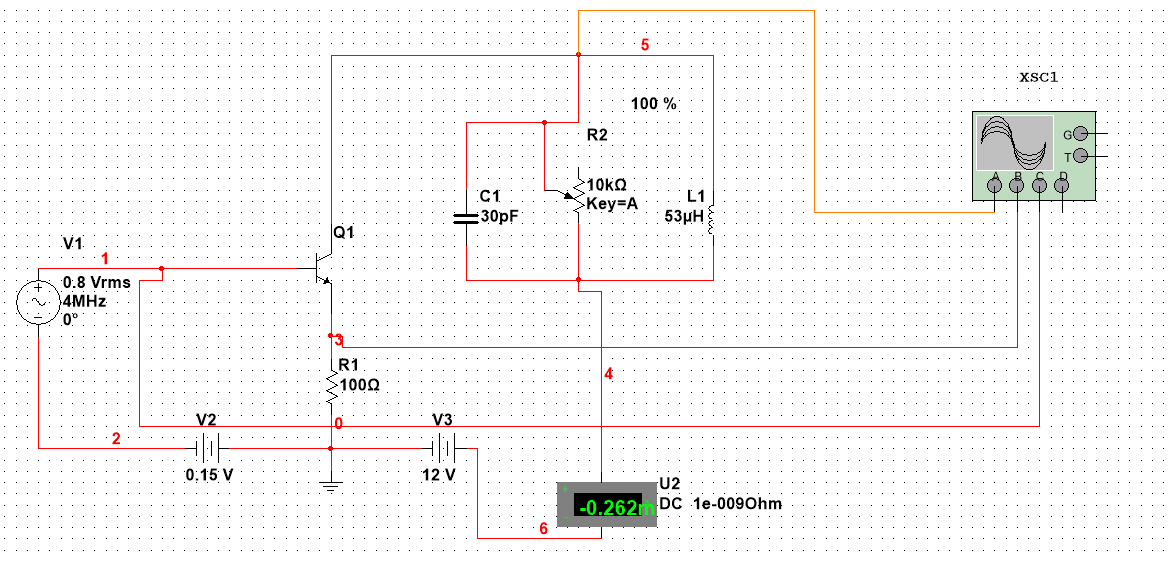 5
XSC1
100 %
R2
G
T
A B C D
10kΩ
Key=A
C1
30pF
L1
53µH
Q1
V1
1
0.8 Vrms
4MHz
0°
3
R1
100Ω
4
V2
0
V3
2
0.15 V
12 V
U2
-0.262m
DC 1e-009Ohm
6